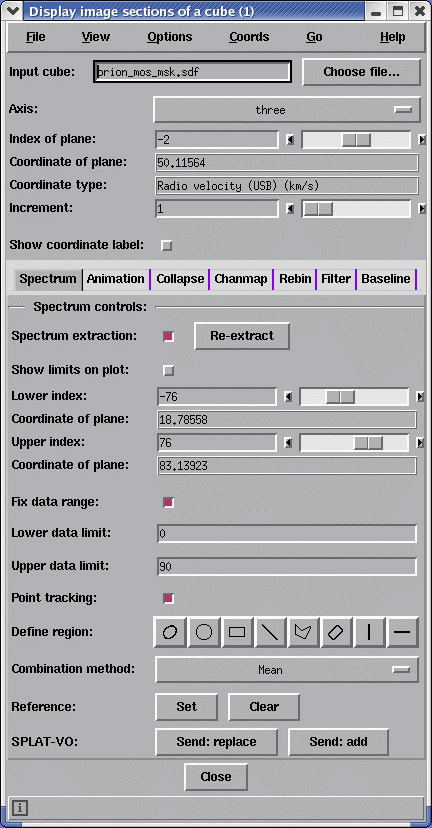 Display image sections of a cube (1)
File View Options Coords Go Help
Input cube: orion_mos_msk.sdf Choose file...
Axis: three
Index of plane: -2
Coordinate of plane: 50.11564
Coordinate type: Radio velocity (USB) (km/s)
Increment: 1
Show coordinate label:
Spectrum Animation Collapse Chanmap Rebin Filter Baseline
Spectrum controls:
Spectrum extraction: Re-extract
Show limits on plot:
Lower index: -76
Coordinate of plane: 18.78558
Upper index: 76
Coordinate of plane: 83.13923
Fix data range:
Lower data limit: 0
Upper data limit: 90
Point tracking:
Define region:
Combination method: Mean
Reference: Set Clear
SPLAT-VO: Send: replace Send: add
Close